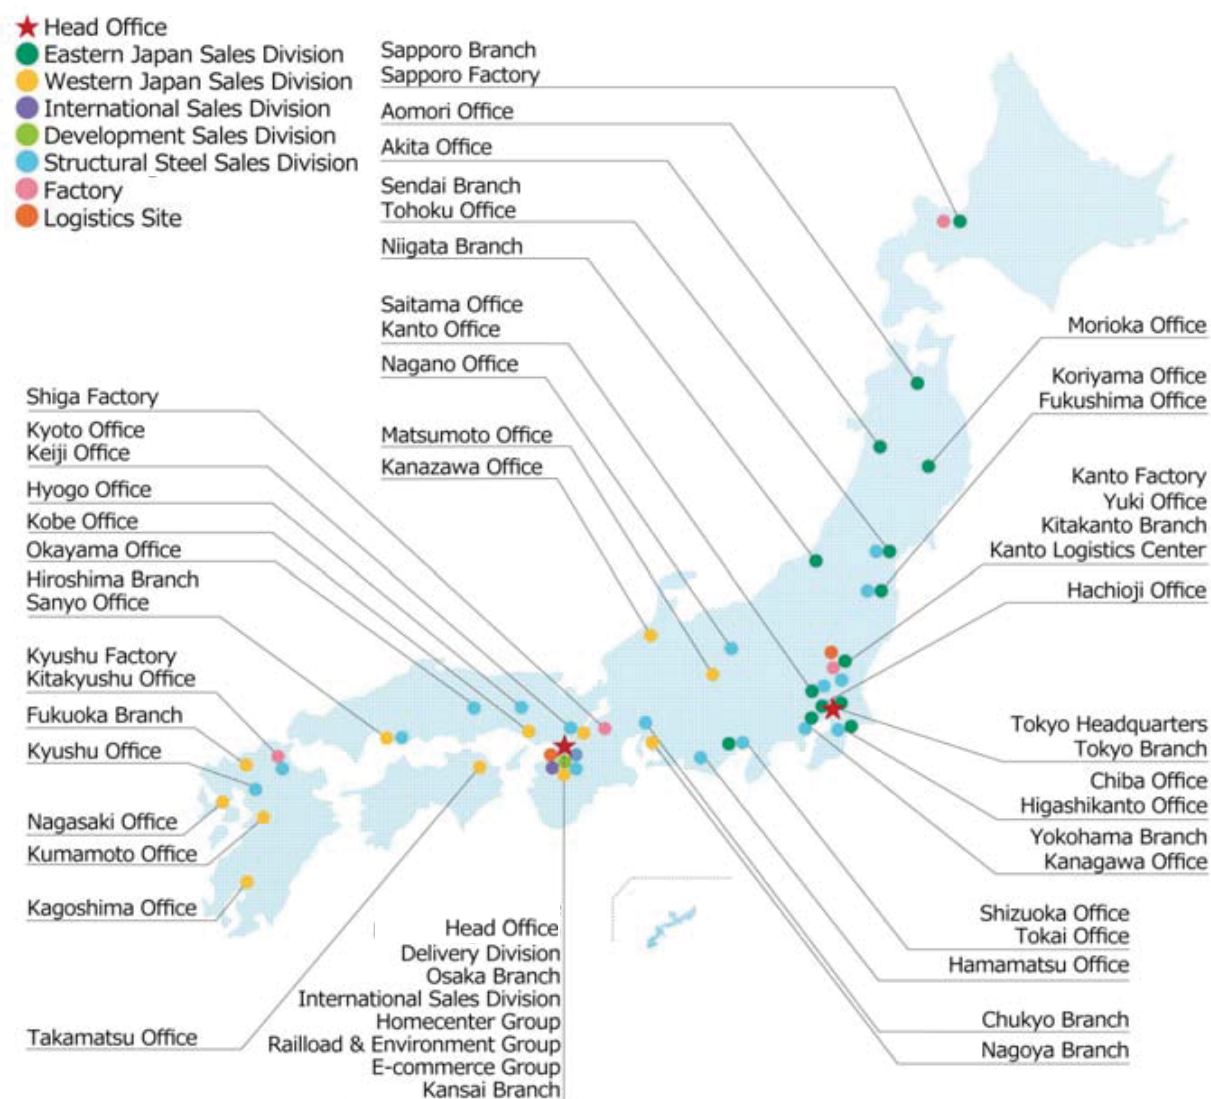 Head Office
Eastern Japan Sales Division
Western Japan Sales Division
International Sales Division
Development Sales Division
Structural Steel Sales Division
Factory
Logistics Site
Sapporo Branch
Sapporo Factory
Aomori Office
Akita Office
Sendai Branch
Tohoku Office
Niigata Branch
Saitama Office
Kanto Office
Nagano Office
Matsumoto Office
Kanazawa Office
Shiga Factory
Kyoto Office
Keiji Office
Hyogo Office
Kobe Office
Okayama Office
Hiroshima Branch
Sanyo Office
Kyushu Factory
Kitakyushu Office
Fukuoka Branch
Kyushu Office
Nagasaki Office
Kumamoto Office
Kagoshima Office
Takamatsu Office
Head Office
Delivery Division
Osaka Branch
International Sales Division
Homecenter Group
Railload & Environment Group
E-commerce Group
Kansai Branch
Morioka Office
Koriyama Office
Fukushima Office
Kanto Factory
Yuki Office
Kitakanto Branch
Kanto Logistics Center
Hachioji Office
Tokyo Headquarters
Tokyo Branch
Chiba Office
Higashikanto Office
Yokohama Branch
Kanagawa Office
Shizuoka Office
Tokai Office
Hamamatsu Office
Chukyo Branch
Nagoya Branch